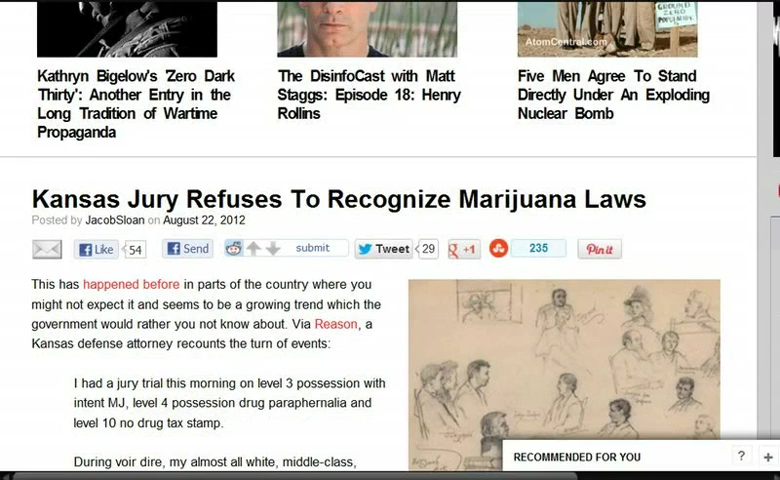 GROUND
ZERO
POPULATION
AtomCentral.com
Kathryn Bigelow's 'Zero Dark
Thirty': Another Entry in the
Long Tradition of Wartime
Propaganda
The DisinfoCast with Matt
Staggs: Episode 18: Henry
Rollins
Five Men Agree To Stand
Directly Under An Exploding
Nuclear Bomb
Kansas Jury Refuses To Recognize Marijuana Laws
Posted by JacobSloan on August 22, 2012
Like 54 Send submit Tweet 29 +1 235 Pin it
This has happened before in parts of the country where you
might not expect it and seems to be a growing trend which the
government would rather you not know about. Via Reason, a
Kansas defense attorney recounts the turn of events:
I had a jury trial this morning on level 3 possession with
intent MJ, level 4 possession drug paraphernalia and
level 10 no drug tax stamp.
During voir dire, my almost all white, middle-class,
RECOMMENDED FOR YOU ? +